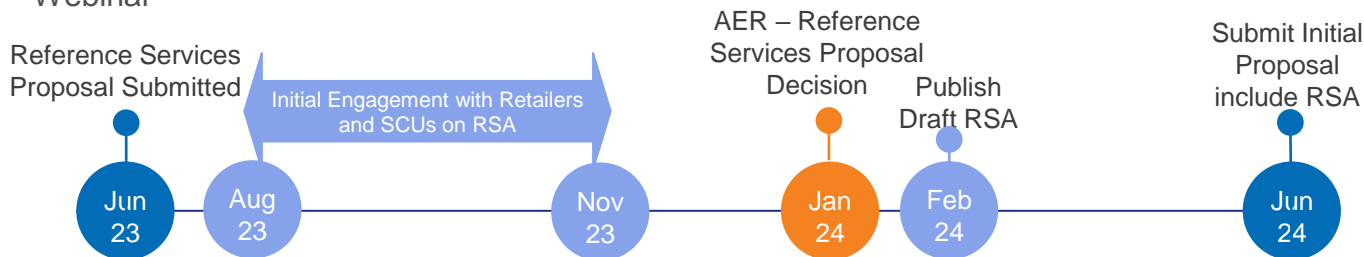 Webinar
Reference Services
Proposal Submitted
Initial Engagement with Retailers
and SCUs on RSA
AER – Reference
Services Proposal
Decision
Publish
Draft RSA
Submit Initial
Proposal
include RSA
Jun
23
Aug
23
Nov
23
Jan
24
Feb
24
Jun
24